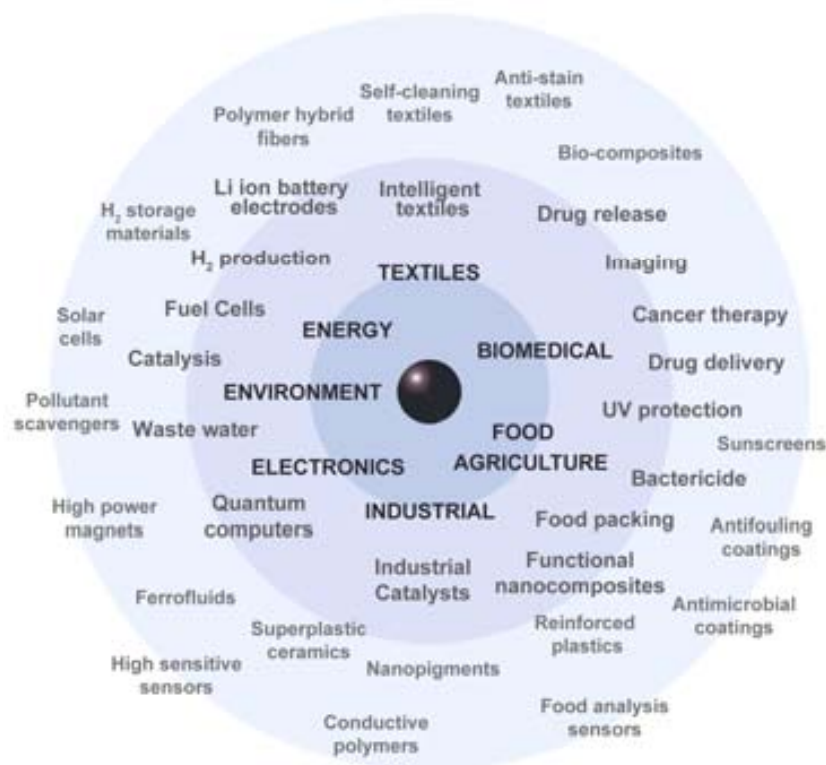 Anti-stain
textiles
Self-cleaning
textiles
Polymer hybrid
fibers
Bio-composites
Li ion battery
electrodes
Intelligent
textiles
Drug release
H₂ storage
materials
H₂ production
Imaging
TEXTILES
Solar
cells
Fuel Cells
ENERGY
Cancer therapy
Catalysis
BIOMEDICAL
Drug delivery
ENVIRONMENT
Pollutant
scavengers
Waste water
UV protection
FOOD
AGRICULTURE
Sunscreens
ELECTRONICS
Bactericide
High power
magnets
Quantum
computers
INDUSTRIAL
Food packing
Antifouling
coatings
Industrial
Catalysts
Functional
nanocomposites
Ferrofluids
Antimicrobial
coatings
Superplastic
ceramics
Reinforced
plastics
High sensitive
sensors
Nanopigments
Conductive
polymers
Food analysis
sensors